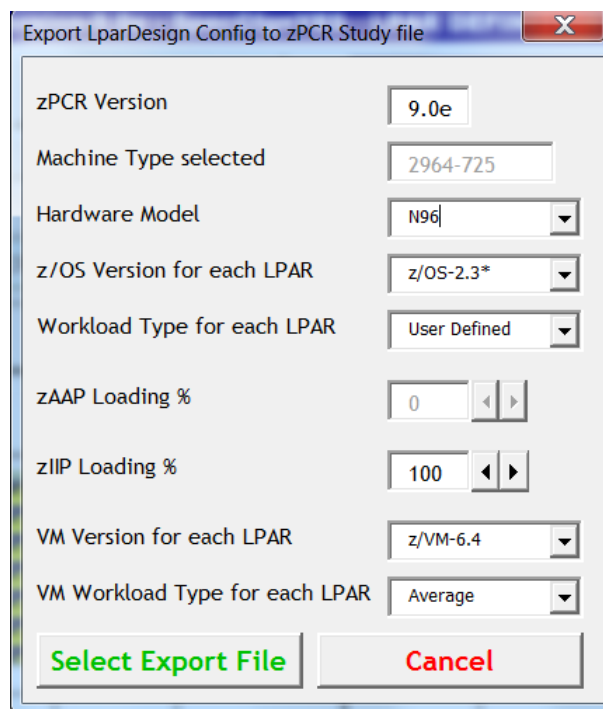 Export LparDesign Config to zPCR Study file
X
zPCR Version 9.0e
Machine Type selected 2964-725
Hardware Model N96
z/OS Version for each LPAR z/OS-2.3*
Workload Type for each LPAR User Defined
zAAP Loading % 0
zIIP Loading % 100
VM Version for each LPAR z/VM-6.4
VM Workload Type for each LPAR Average
Select Export File Cancel